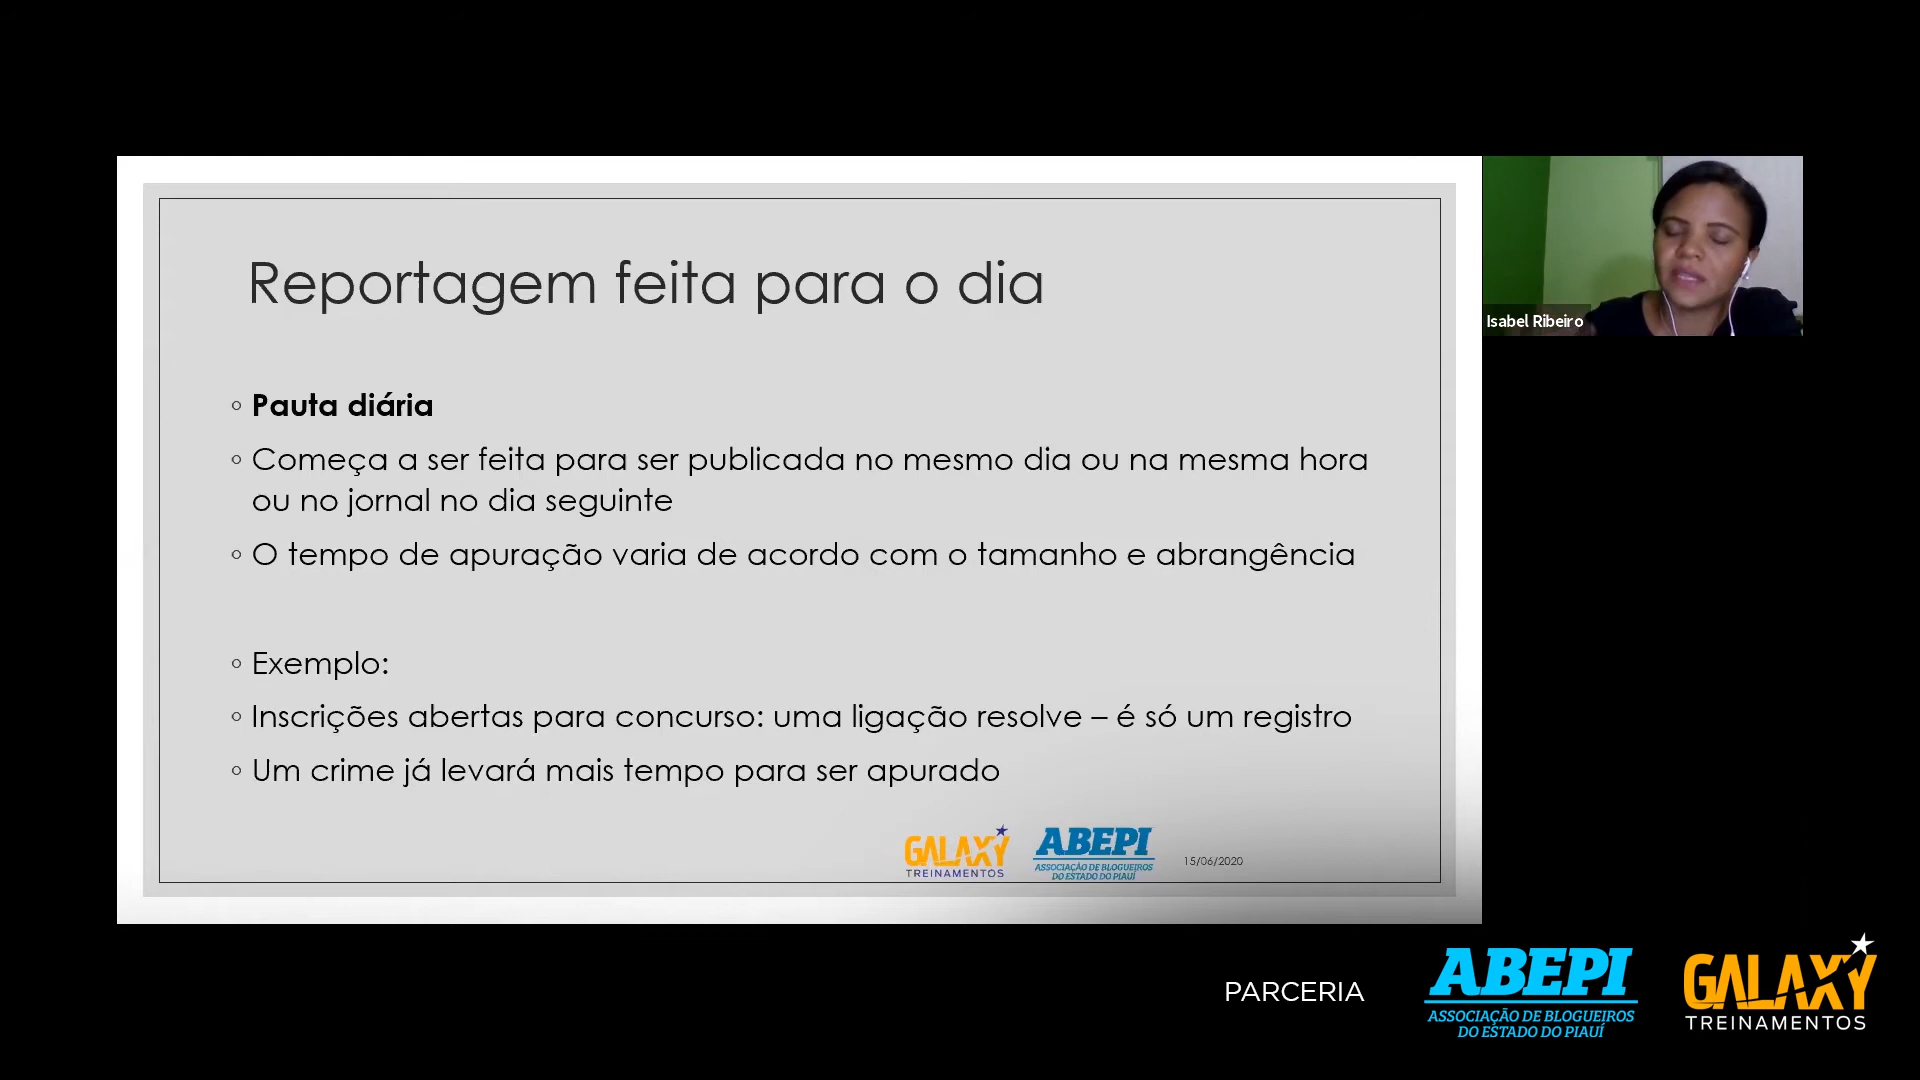 Reportagem feita para o dia
Isabel Ribeiro
◦ Pauta diária
◦ Começa a ser feita para ser publicada no mesmo dia ou na mesma hora
ou no jornal no dia seguinte
◦ O tempo de apuração varia de acordo com o tamanho e abrangência
◦ Exemplo:
◦ Inscrições abertas para concurso: uma ligação resolve – é só um registro
◦ Um crime já levará mais tempo para ser apurado
GALAXY
TREINAMENTOS
ABEPI
ASSOCIAÇÃO DE BLOGUEIROS
DO ESTADO DO PIAUÍ
15/06/2020
PARCERIA
ABEPI
ASSOCIAÇÃO DE BLOGUEIROS
DO ESTADO DO PIAUÍ
GALAXY
TREINAMENTOS